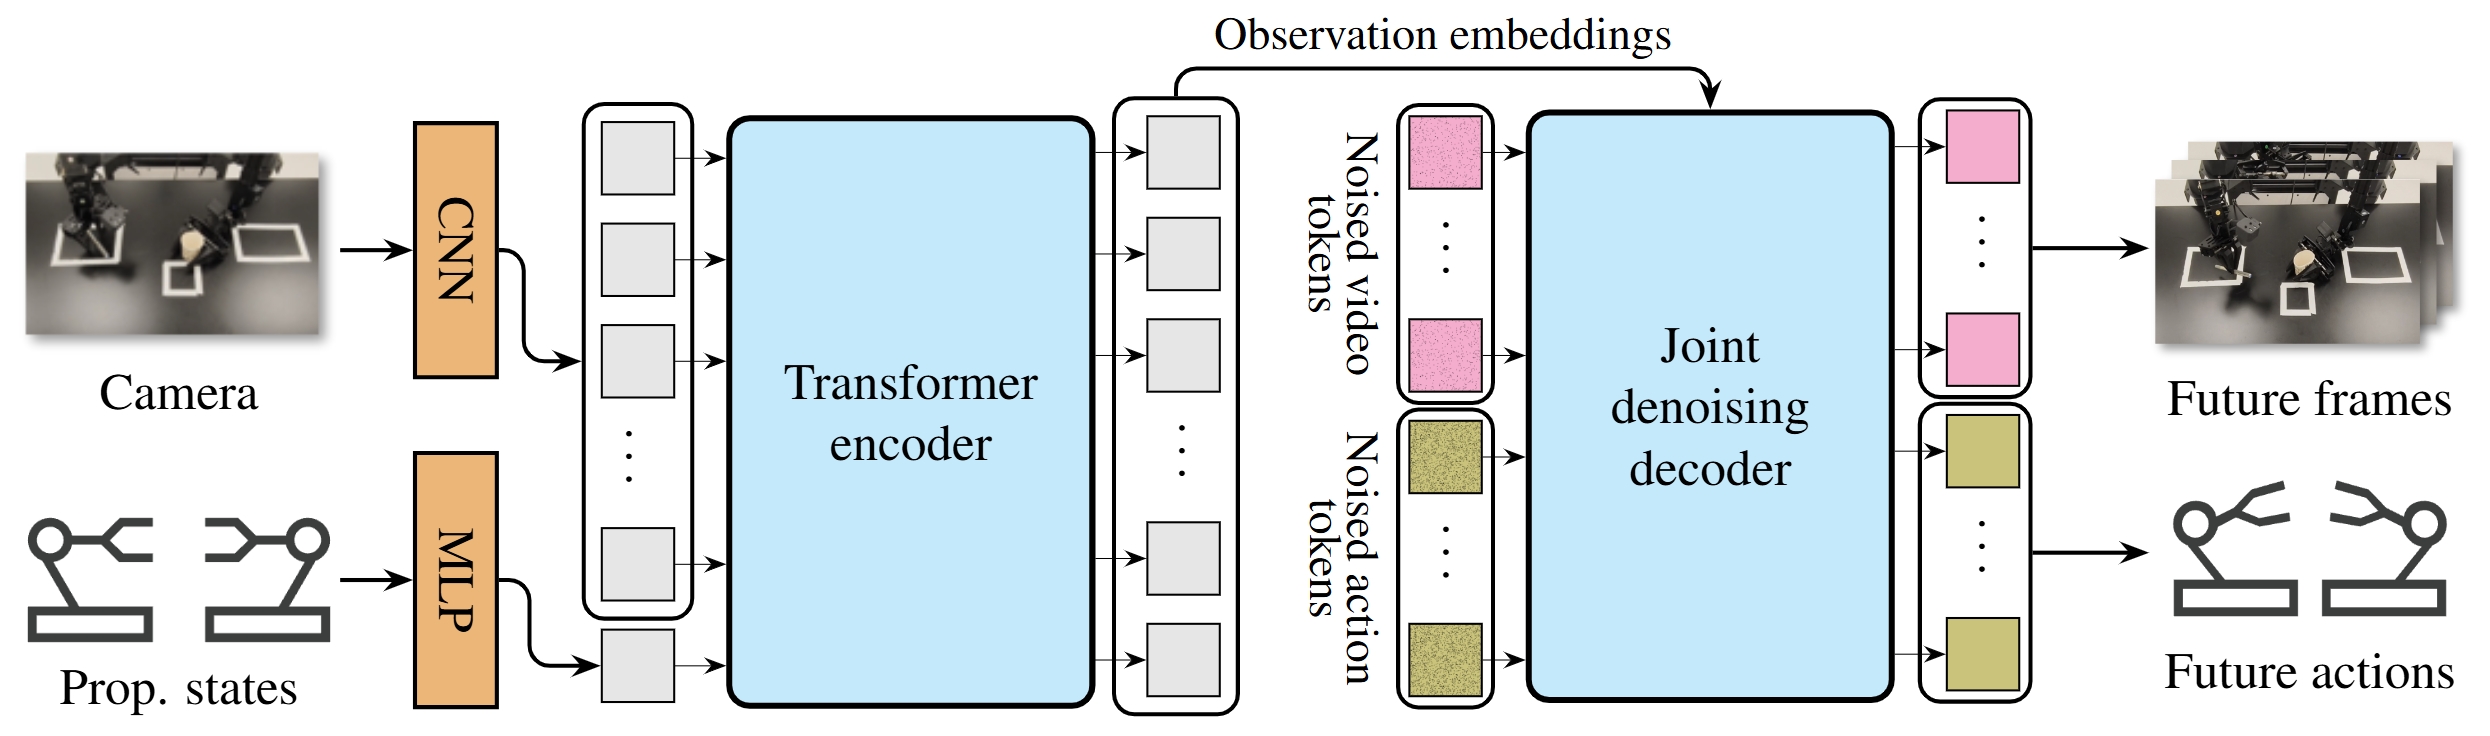 Observation embeddings
Camera
CNN
Prop. states
MLP
Transformer
encoder
Noised video
tokens
Noised action
tokens
Joint
denoising
decoder
Future frames
Future actions